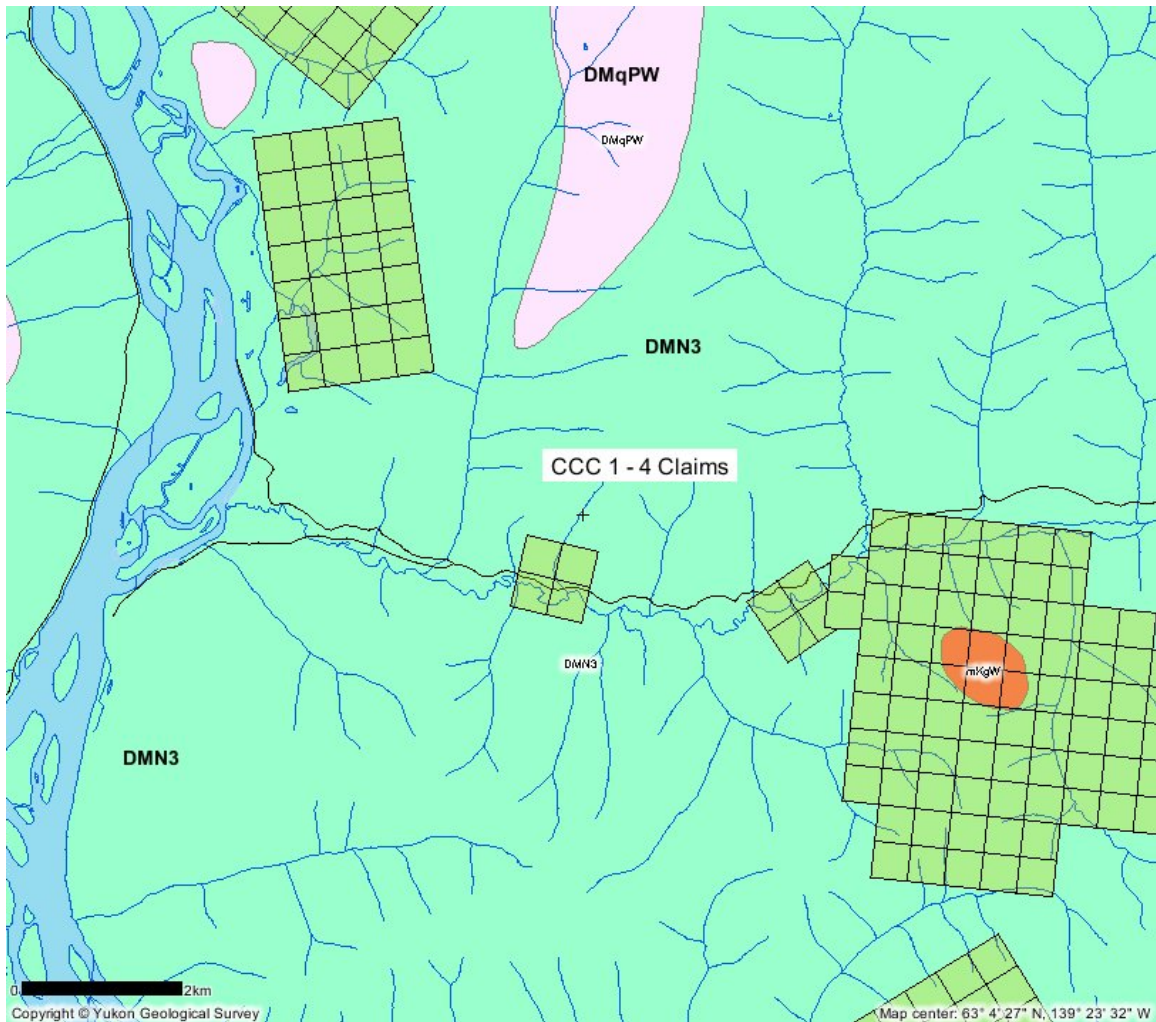 DMqPW
DMqPW
DMN3
CCC 1 - 4 Claims
DMN3
mKgW
DMN3
0
2km
Copyright © Yukon Geological Survey
Map center: 63° 4' 27" N, 139° 23' 32" W